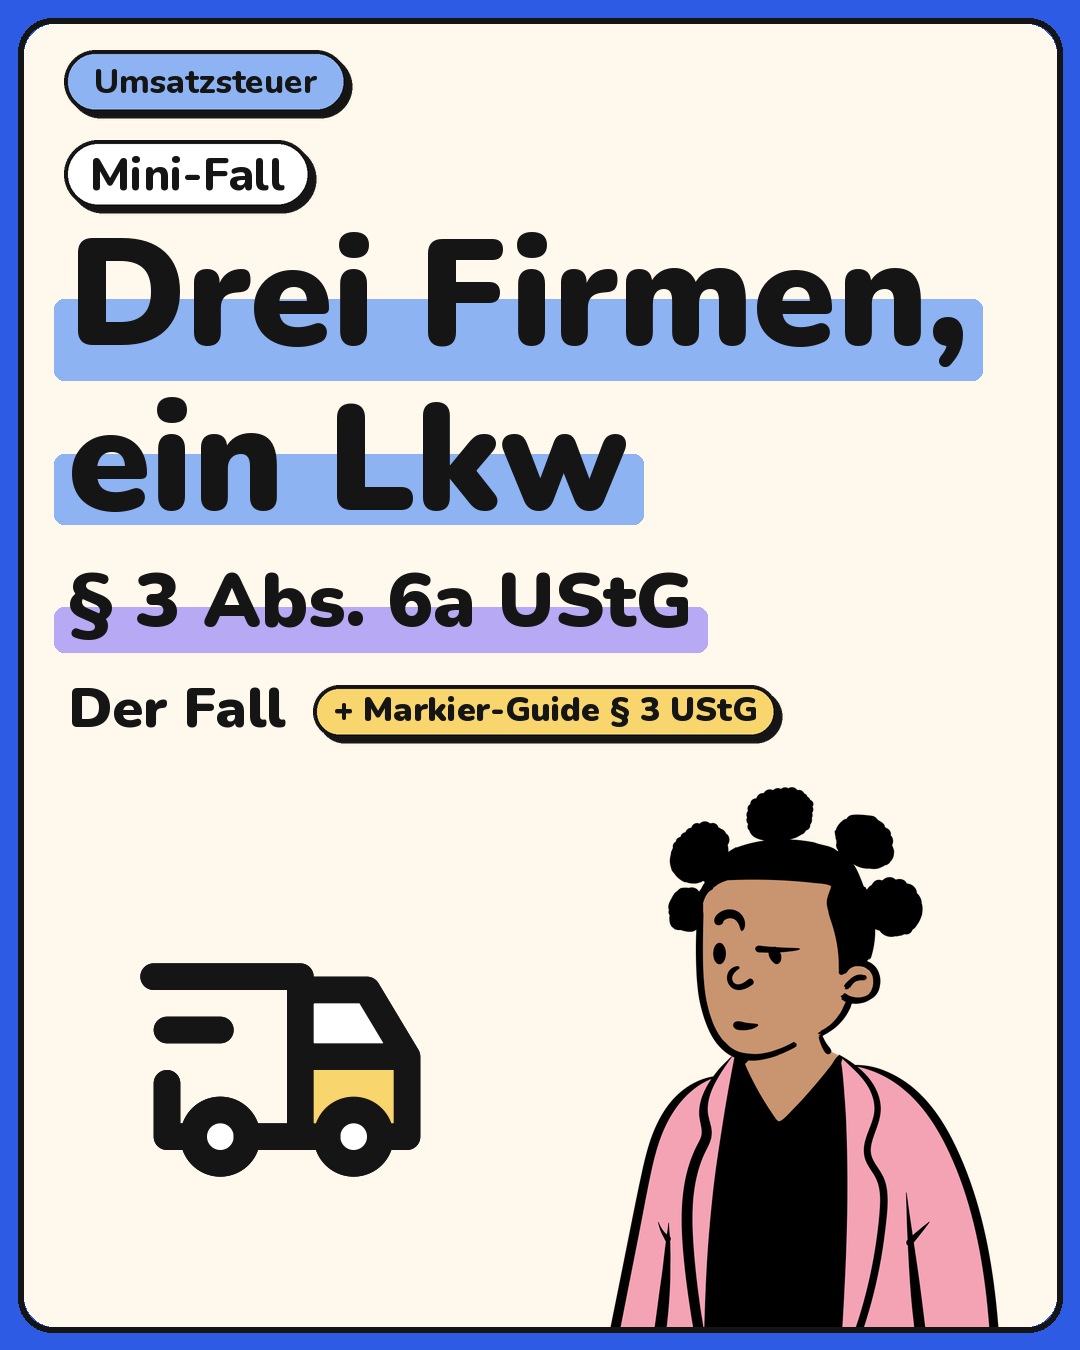 Umsatzsteuer
Mini-Fall
Drei Firmen,
ein Lkw
§ 3 Abs. 6a UStG
Der Fall + Markier-Guide § 3 UStG